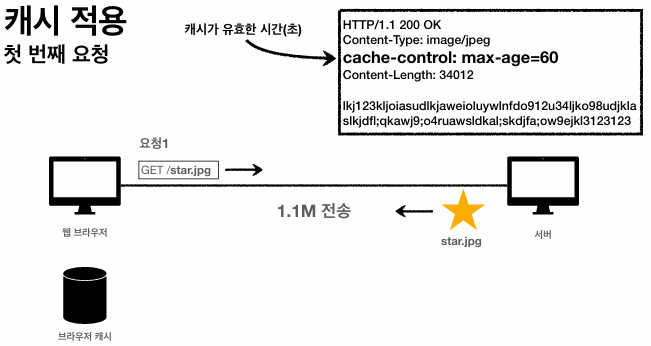 캐시 적용
첫 번째 요청
캐시가 유효한 시간(초)
HTTP/1.1 200 OK
Content-Type: image/jpeg
cache-control: max-age=60
Content-Length: 34012
lkj123kljoiasudlkjaweioluywlnfdo912u34ljko98udjkla
slkjdfl;qkawj9;o4ruawsldkal;skdjfa;ow9ejkl3123123
요청1
GET /star.jpg
1.1M 전송
star.jpg
웹 브라우저
서버
브라우저 캐시